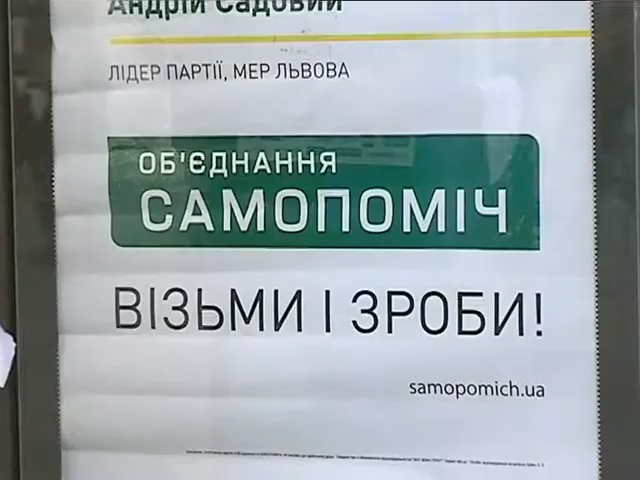 Андрій Садовий
ЛІДЕР ПАРТІЇ, МЕР ЛЬВОВА
ОБ'ЄДНАННЯ
САМОПОМІЧ
ВІЗЬМИ І ЗРОБИ!
samopomich.ua